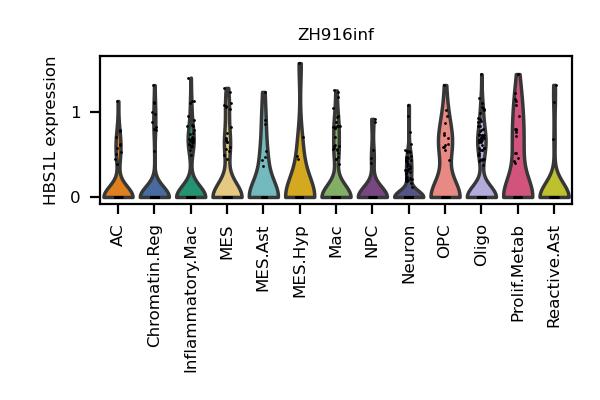 ZH916inf
HBS1L expression
1
0
AC
Chromatin.Reg
Inflammatory.Mac
MES
MES.Ast
MES.Hyp
Mac
NPC
Neuron
OPC
Oligo
Prolif.Metab
Reactive.Ast